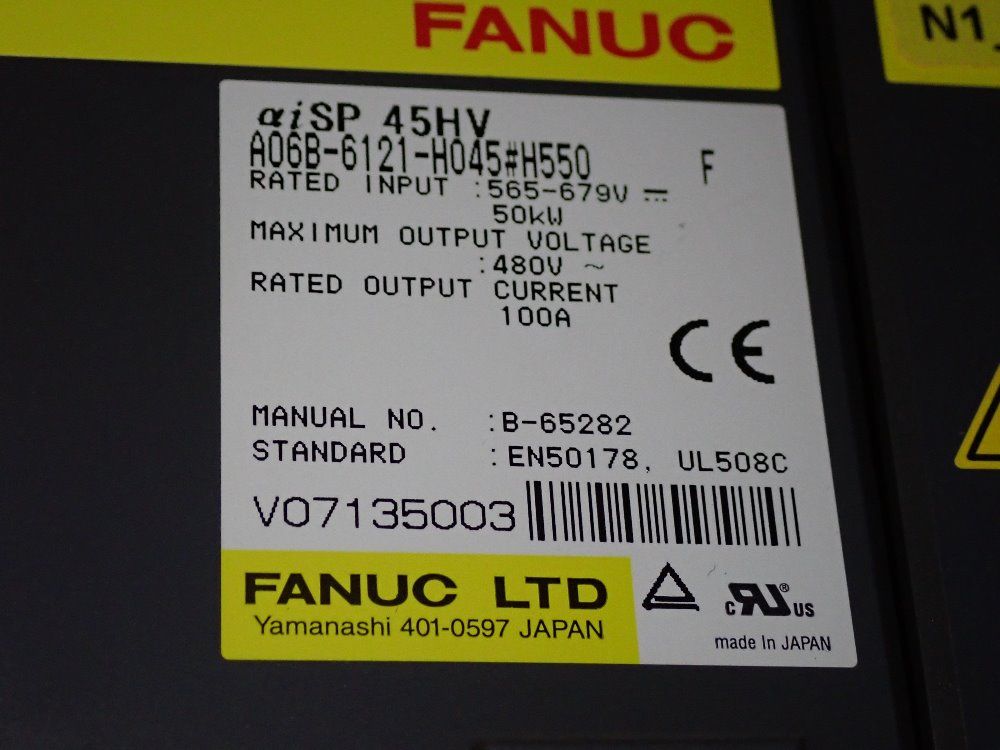 FANUC
N1
αiSP 45HV
A06B-6121-H045#H550 F
RATED INPUT :565-679V ⎓
50kW
MAXIMUM OUTPUT VOLTAGE
:480V ~
RATED OUTPUT CURRENT
100A
CE
MANUAL NO. :B-65282
STANDARD :EN50178, UL508C
V07135003
FANUC LTD
Yamanashi 401-0597 JAPAN
c RU ® US
made In JAPAN